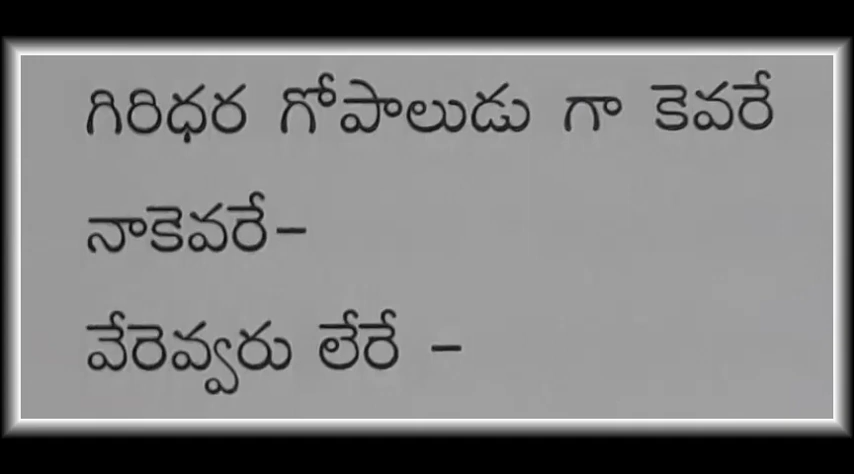 గిరిధర గోపాలుడు గా కెవరే
నాకెవరే–
వేరెవ్వరు లేరే –